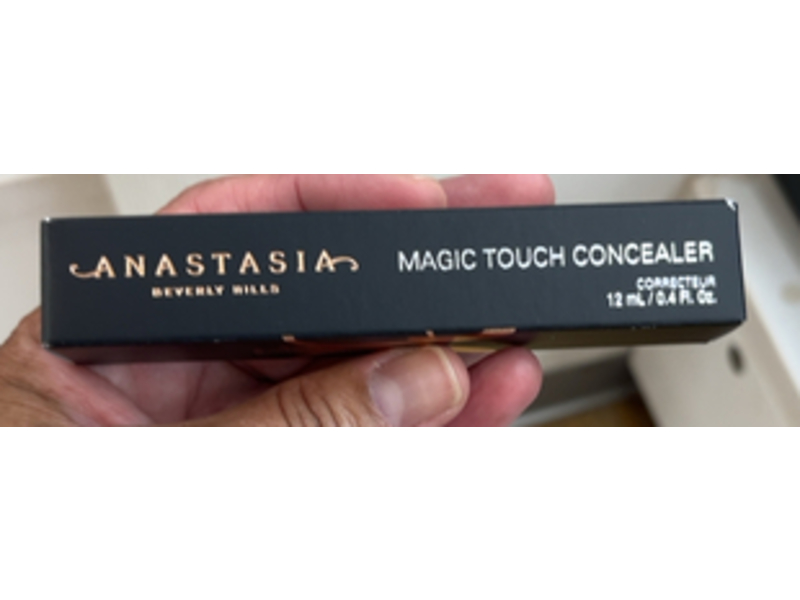 ANASTASIA
BEVERLY HILLS
MAGIC TOUCH CONCEALER
CORRECTEUR
12 mL / 0.4 Fl. Oz.